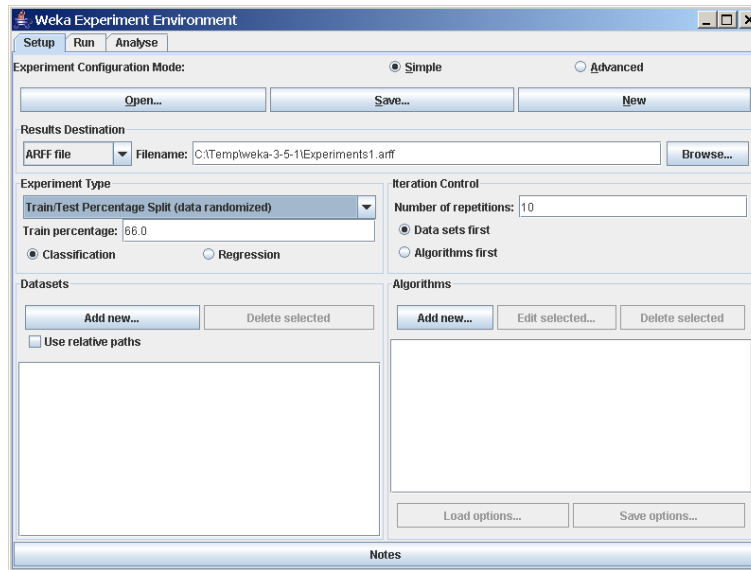 Weka Experiment Environment
Setup Run Analyse
Experiment Configuration Mode: Simple Advanced
Open... Save... New
Results Destination
ARFF file Filename: C:\Temp\weka-3-5-1\Experiments1.arff Browse...
Experiment Type Iteration Control
Train/Test Percentage Split (data randomized) Number of repetitions: 10
Train percentage: 66.0 Data sets first
Classification Regression Algorithms first
Datasets Algorithms
Add new... Delete selected Add new... Edit selected... Delete selected
Use relative paths
Load options... Save options...
Notes